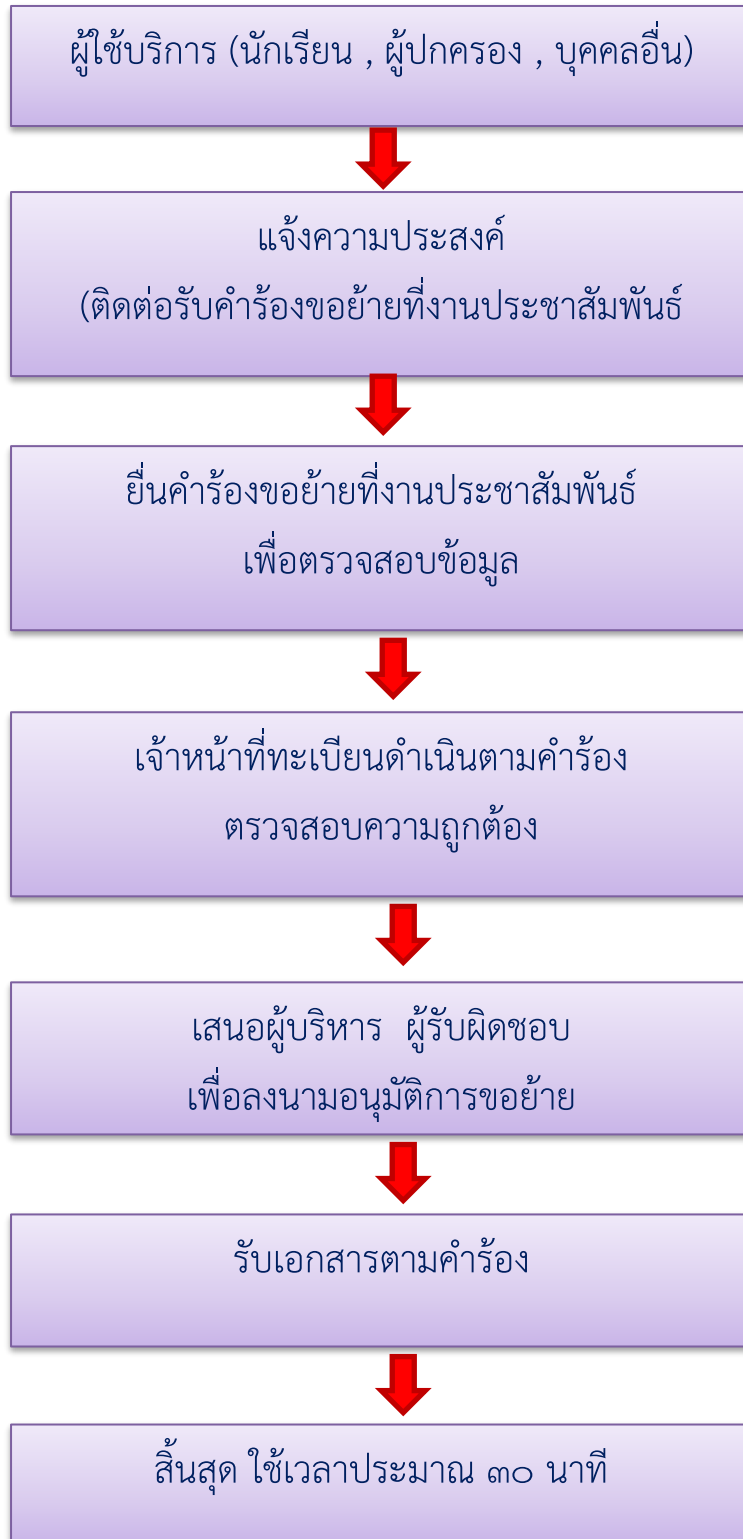 ผู้ใช้บริการ (นักเรียน , ผู้ปกครอง , บุคคลอื่น)
แจ้งความประสงค์
(ติดต่อรับคำร้องขอย้ายที่งานประชาสัมพันธ์
ยื่นคำร้องขอย้ายที่งานประชาสัมพันธ์
เพื่อตรวจสอบข้อมูล
เจ้าหน้าที่ทะเบียนดำเนินตามคำร้อง
ตรวจสอบความถูกต้อง
เสนอผู้บริหาร ผู้รับผิดชอบ
เพื่อลงนามอนุมัติการขอย้าย
รับเอกสารตามคำร้อง
สิ้นสุด ใช้เวลาประมาณ ๓๐ นาที